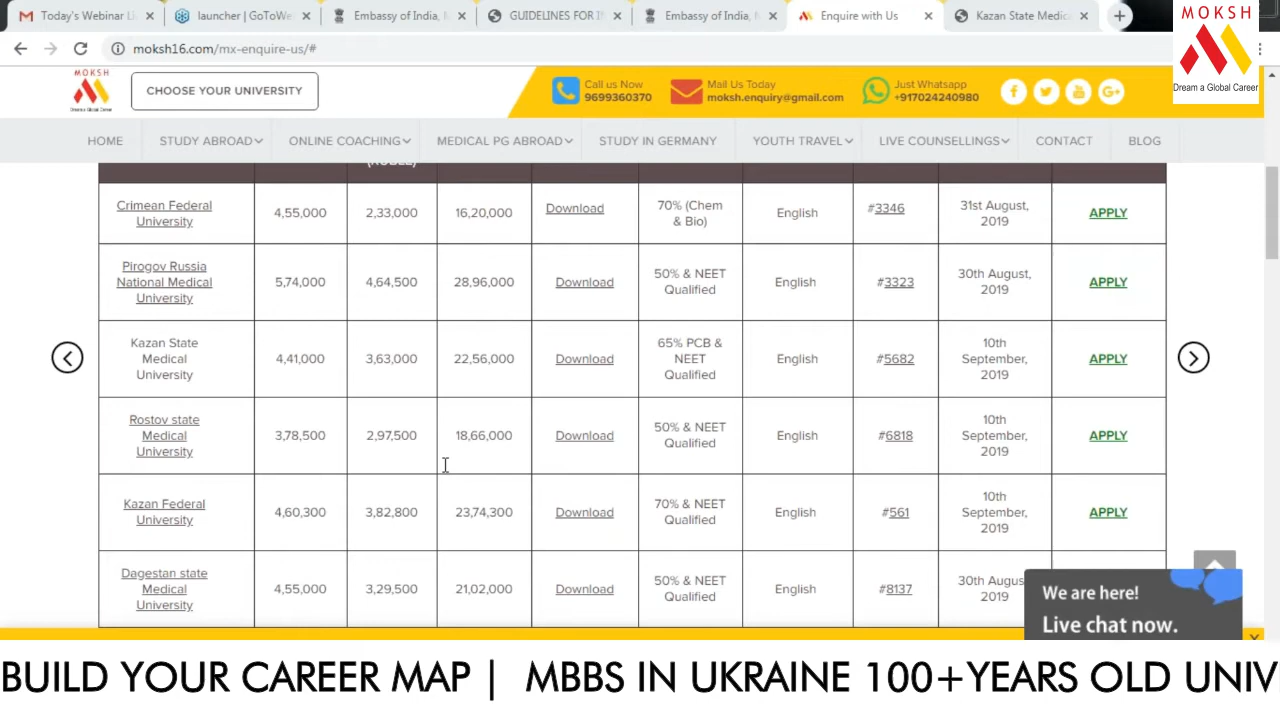 Today's Webinar Li
launcher | GoToWe
Embassy of India, M
GUIDELINES FOR I
Embassy of India, M
Enquire with Us
Kazan State Medic
MOKSH
Dream a Global Career
moksh16.com/mx-enquire-us/#
MOKSH
Dream a Global Career
CHOOSE YOUR UNIVERSITY
Call us Now
9699360370
Mail Us Today
moksh.enquiry@gmail.com
Just Whatsapp
+917024240980
HOME STUDY ABROAD ONLINE COACHING MEDICAL PG ABROAD STUDY IN GERMANY YOUTH TRAVEL LIVE COUNSELLINGS CONTACT BLOG
(RUBLE)
Crimean Federal
University
4,55,000
2,33,000
16,20,000
Download
70% (Chem
& Bio)
English
#3346
31st August,
2019
APPLY
Pirogov Russia
National Medical
University
5,74,000
4,64,500
28,96,000
Download
50% & NEET
Qualified
English
#3323
30th August,
2019
APPLY
Kazan State
Medical
University
4,41,000
3,63,000
22,56,000
Download
65% PCB &
NEET
Qualified
English
#5682
10th
September,
2019
APPLY
Rostov state
Medical
University
3,78,500
2,97,500
18,66,000
Download
50% & NEET
Qualified
English
#6818
10th
September,
2019
APPLY
Kazan Federal
University
4,60,300
3,82,800
23,74,300
Download
70% & NEET
Qualified
English
#561
10th
September,
2019
APPLY
Dagestan state
Medical
University
4,55,000
3,29,500
21,02,000
Download
50% & NEET
Qualified
English
#8137
30th Augus
2019
We are here!
Live chat now.
BUILD YOUR CAREER MAP | MBBS IN UKRAINE 100+YEARS OLD UNIV